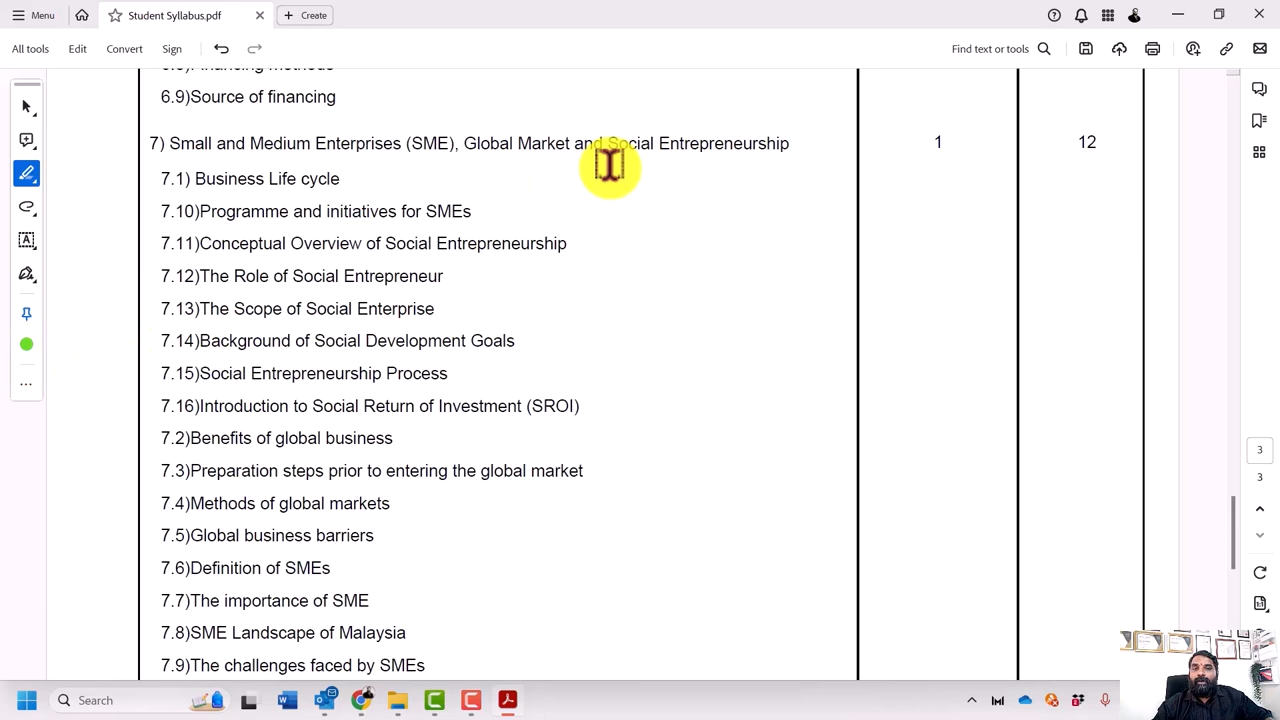 Menu
Student Syllabus.pdf
Create
All tools Edit Convert Sign
Find text or tools
6.9)Source of financing
7) Small and Medium Enterprises (SME), Global Market and Social Entrepreneurship 1 12
7.1) Business Life cycle
7.10)Programme and initiatives for SMEs
7.11)Conceptual Overview of Social Entrepreneurship
7.12)The Role of Social Entrepreneur
7.13)The Scope of Social Enterprise
7.14)Background of Social Development Goals
7.15)Social Entrepreneurship Process
7.16)Introduction to Social Return of Investment (SROI)
7.2)Benefits of global business
7.3)Preparation steps prior to entering the global market
7.4)Methods of global markets
7.5)Global business barriers
7.6)Definition of SMEs
7.7)The importance of SME
7.8)SME Landscape of Malaysia
7.9)The challenges faced by SMEs
3
3
Search